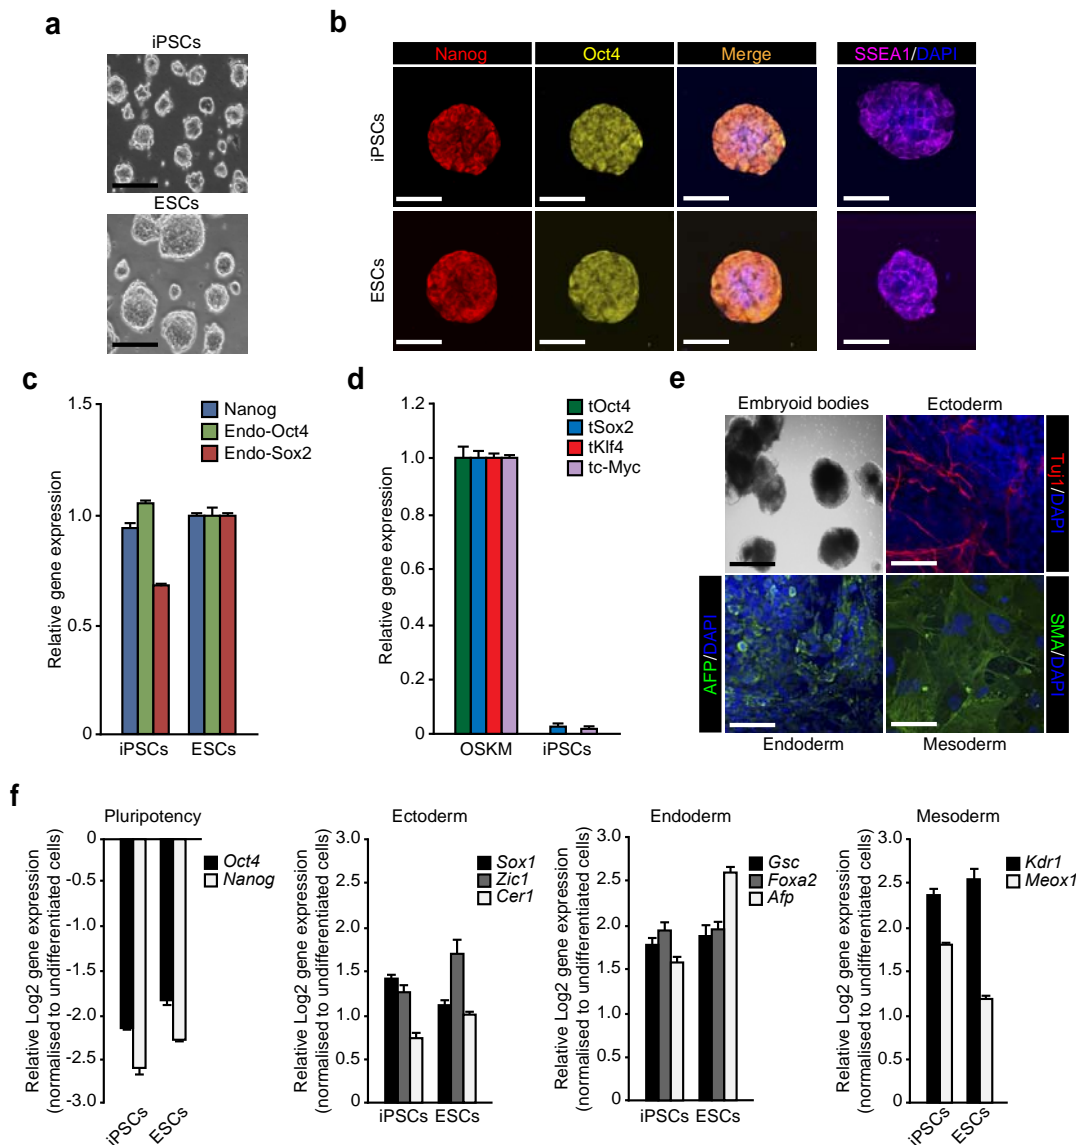 a
iPSCs
ESCs
b
Nanog
Oct4
Merge
SSEA1/DAPI
iPSCs
ESCs
c
Relative gene expression
1.5
1.0
0.5
0
Nanog
Endo-Oct4
Endo-Sox2
iPSCs
ESCs
d
Relative gene expression
1.2
1.0
0.8
0.6
0.4
0.2
0
tOct4
tSox2
tKlf4
tc-Myc
OSKM
iPSCs
e
Embryoid bodies
Ectoderm
Tuj1/DAPI
AFP/DAPI
SMA/DAPI
Endoderm
Mesoderm
f
Pluripotency
Relative Log2 gene expression
(normalised to undifferentiated cells)
0
-0.5
-1.0
-1.5
-2.0
-2.5
-3.0
Oct4
Nanog
iPSCs
ESCs
Ectoderm
Relative Log2 gene expression
(normalised to undifferentiated cells)
3.0
2.5
2.0
1.5
1.0
0.5
0
Sox1
Zic1
Cer1
iPSCs
ESCs
Endoderm
Relative Log2 gene expression
(normalised to undifferentiated cells)
3.0
2.5
2.0
1.5
1.0
0.5
0
Gsc
Foxa2
Afp
iPSCs
ESCs
Mesoderm
Relative Log2 gene expression
(normalised to undifferentiated cells)
3.0
2.5
2.0
1.5
1.0
0.5
0
Kdr1
Meox1
iPSCs
ESCs